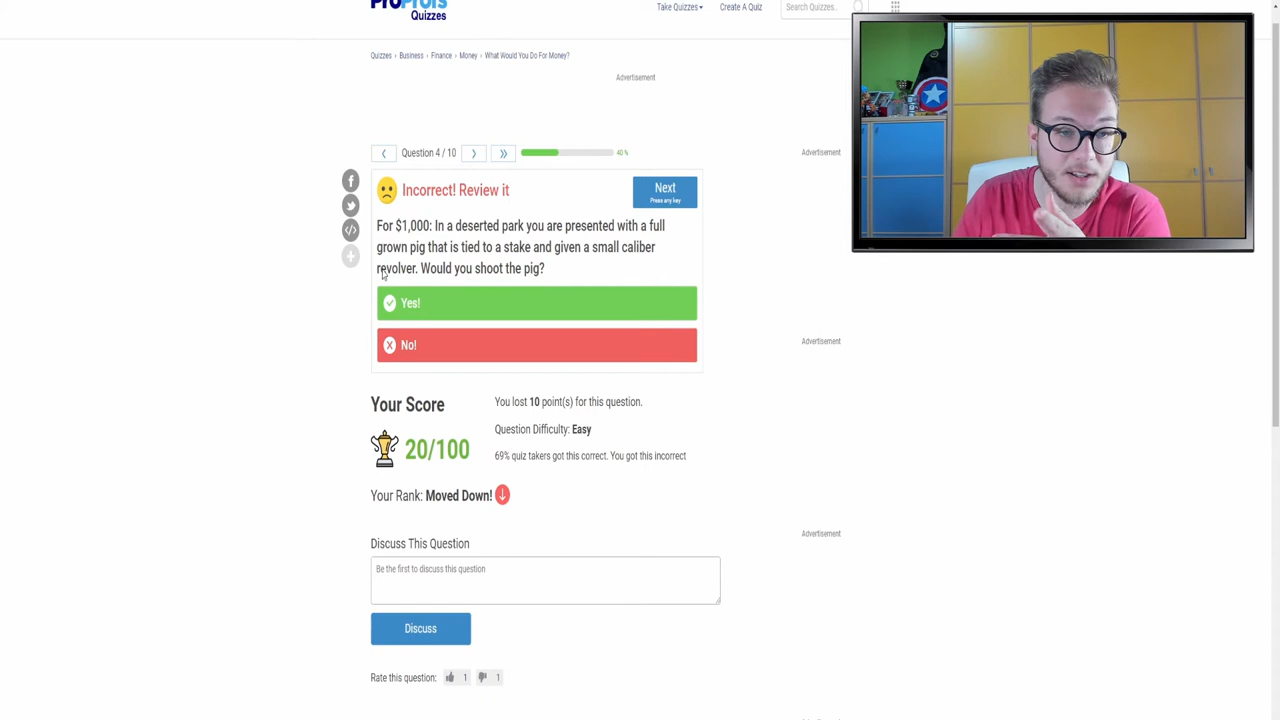 ProProfs
Quizzes
Take Quizzes
Create A Quiz
Search Quizzes..
Quizzes › Business › Finance › Money › What Would You Do For Money?
Advertisement
Question 4 / 10
40 %
Advertisement
Incorrect! Review it
Next
Press any key
For $1,000: In a deserted park you are presented with a full
grown pig that is tied to a stake and given a small caliber
revolver. Would you shoot the pig?
Yes!
No!
Advertisement
Your Score
20/100
You lost 10 point(s) for this question.
Question Difficulty: Easy
69% quiz takers got this correct. You got this incorrect
Your Rank: Moved Down!
Advertisement
Discuss This Question
Be the first to discuss this question
Discuss
Rate this question: 1 1